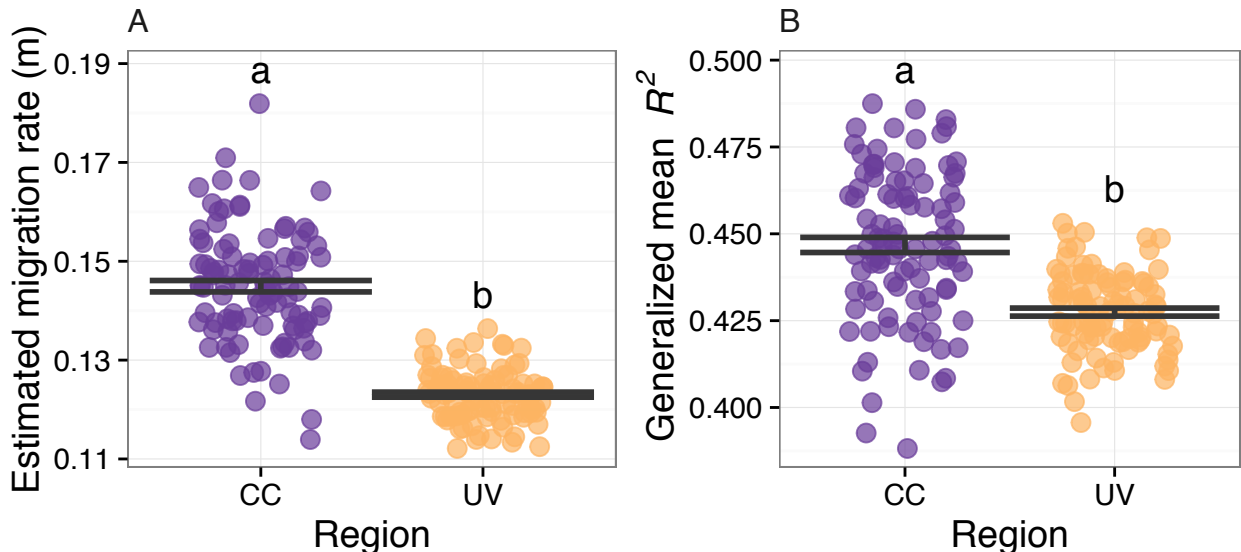 A
Estimated migration rate (m)
0.19
0.17
0.15
0.13
0.11
a
b
CC
UV
Region
B
Generalized mean R²
0.500
0.475
0.450
0.425
0.400
a
b
CC
UV
Region